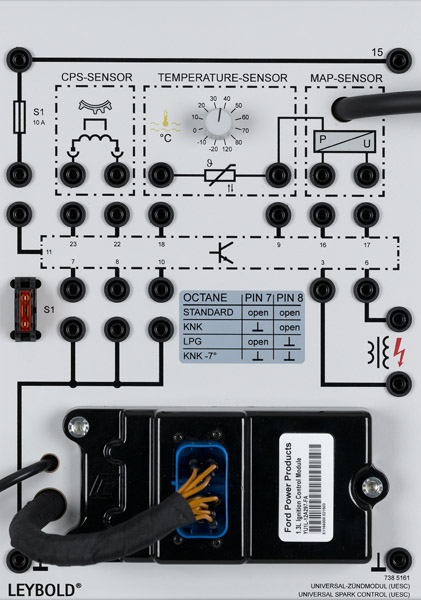 15
CPS-SENSOR TEMPERATURE-SENSOR MAP-SENSOR
S1
10 A
°C
50
40 60
30 70
20 80
10 90
0 100
-10 110
-20 120
P U
ϑ
23 22 18 9 16 17
11
7 8 10 3 6
S1
OCTANE PIN 7 PIN 8
STANDARD open open
KNK ⊥ open
LPG open ⊥
KNK -7° ⊥ ⊥
Ford Power Products
1.3L Ignition Control Module
LEYBOLD®
738 5161
UNIVERSAL-ZÜNDMODUL (UESC)
UNIVERSAL SPARK CONTROL (UESC)